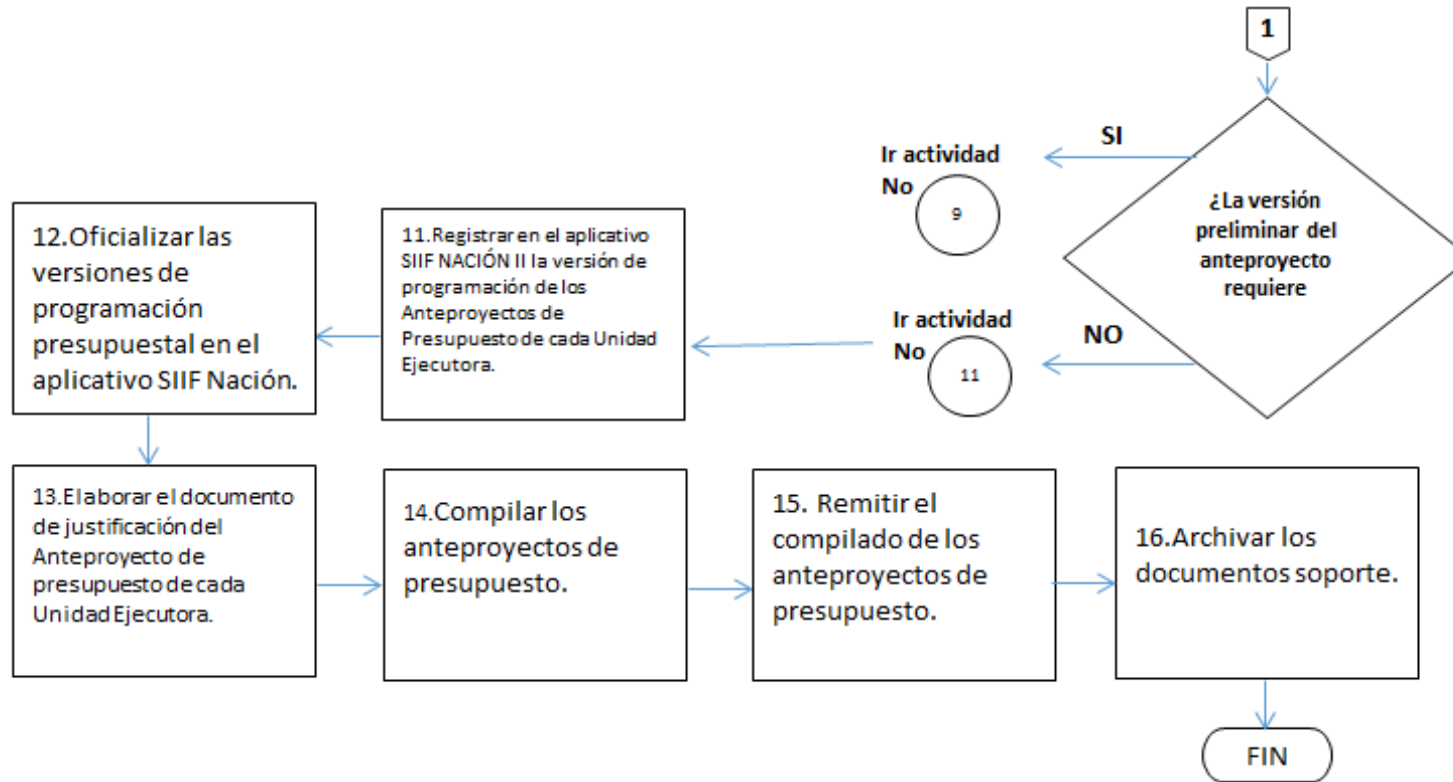 1
¿La versión
preliminar del
anteproyecto
requiere
SI
Ir actividad
No
9
NO
Ir actividad
No
11
11.Registrar en el aplicativo
SIIF NACIÓN II la versión de
programación de los
Anteproyectos de
Presupuesto de cada Unidad
Ejecutora.
12.Oficializar las
versiones de
programación
presupuestal en el
aplicativo SIIF Nación.
13.Elaborar el documento
de justificación del
Anteproyecto de
presupuesto de cada
Unidad Ejecutora.
14.Compilar los
anteproyectos de
presupuesto.
15. Remitir el
compilado de los
anteproyectos de
presupuesto.
16.Archivar los
documentos soporte.
FIN